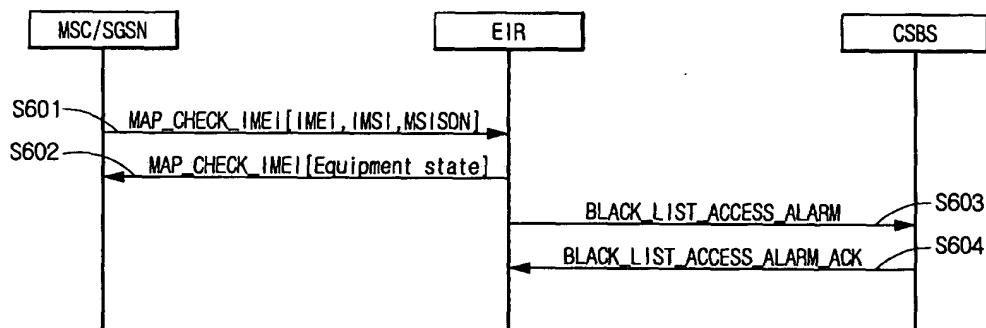 MSC/SGSN
EIR
CSBS
S601
MAP_CHECK_IMEI[IMEI,IMSI,MSISDN]
S602
MAP_CHECK_IMEI[Equipment state]
BLACK_LIST_ACCESS_ALARM
S603
BLACK_LIST_ACCESS_ALARM_ACK
S604